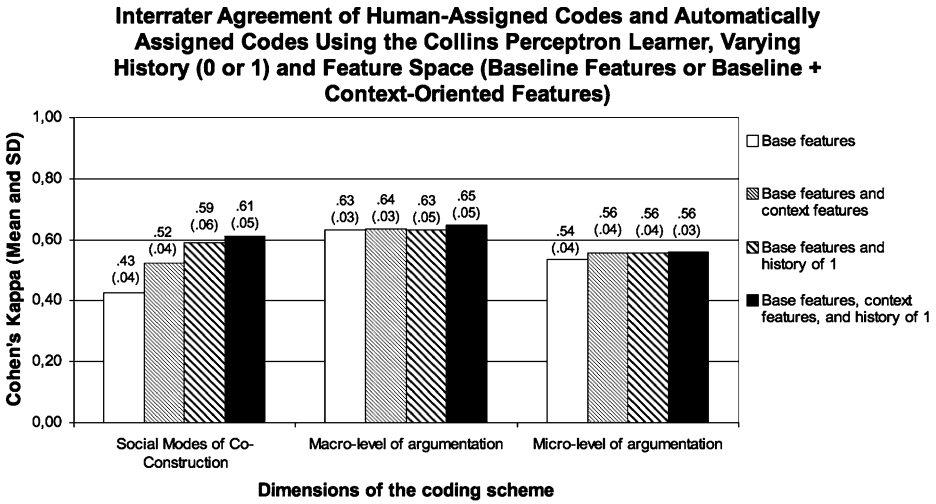 Interrater Agreement of Human-Assigned Codes and Automatically
Assigned Codes Using the Collins Perceptron Learner, Varying
History (0 or 1) and Feature Space (Baseline Features or Baseline +
Context-Oriented Features)
Cohen's Kappa (Mean and SD)
1,00
0,80
0,60
0,40
0,20
0,00
.43
(.04)
.52
(.04)
.59
(.06)
.61
(.05)
.63
(.03)
.64
(.03)
.63
(.05)
.65
(.05)
.54
(.04)
.56
(.04)
.56
(.04)
.56
(.03)
Social Modes of Co-
Construction
Macro-level of argumentation
Micro-level of argumentation
Dimensions of the coding scheme
Base features
Base features and
context features
Base features and
history of 1
Base features, context
features, and history of 1